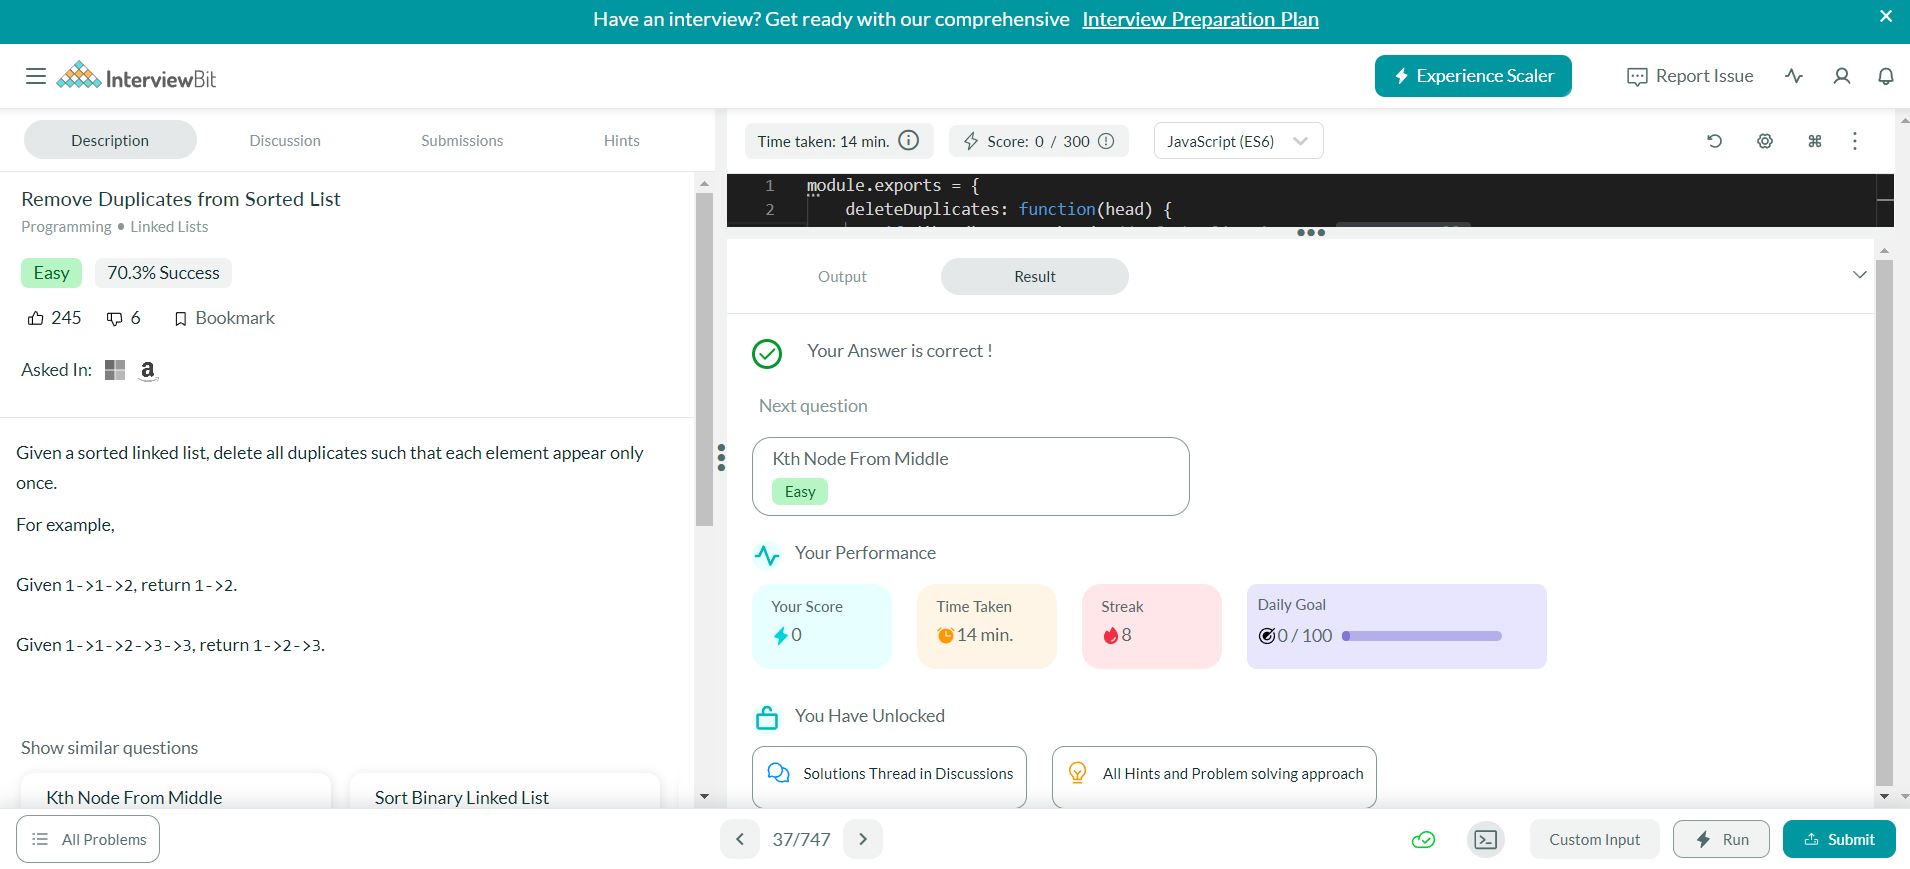 Have an interview? Get ready with our comprehensive Interview Preparation Plan
InterviewBit
Experience Scaler
Report Issue
Description
Discussion
Submissions
Hints
Time taken: 14 min.
Score: 0 / 300
JavaScript (ES6)
Remove Duplicates from Sorted List
Programming • Linked Lists
Easy
70.3% Success
245
6
Bookmark
Asked In:
Given a sorted linked list, delete all duplicates such that each element appear only
once.
For example,
Given 1->1->2, return 1->2.
Given 1->1->2->3->3, return 1->2->3.
Show similar questions
Kth Node From Middle
Sort Binary Linked List
1 module.exports = {
2 deleteDuplicates: function(head) {
Output
Result
Your Answer is correct !
Next question
Kth Node From Middle
Easy
Your Performance
Your Score
0
Time Taken
14 min.
Streak
8
Daily Goal
0 / 100
You Have Unlocked
Solutions Thread in Discussions
All Hints and Problem solving approach
All Problems
37/747
Custom Input
Run
Submit